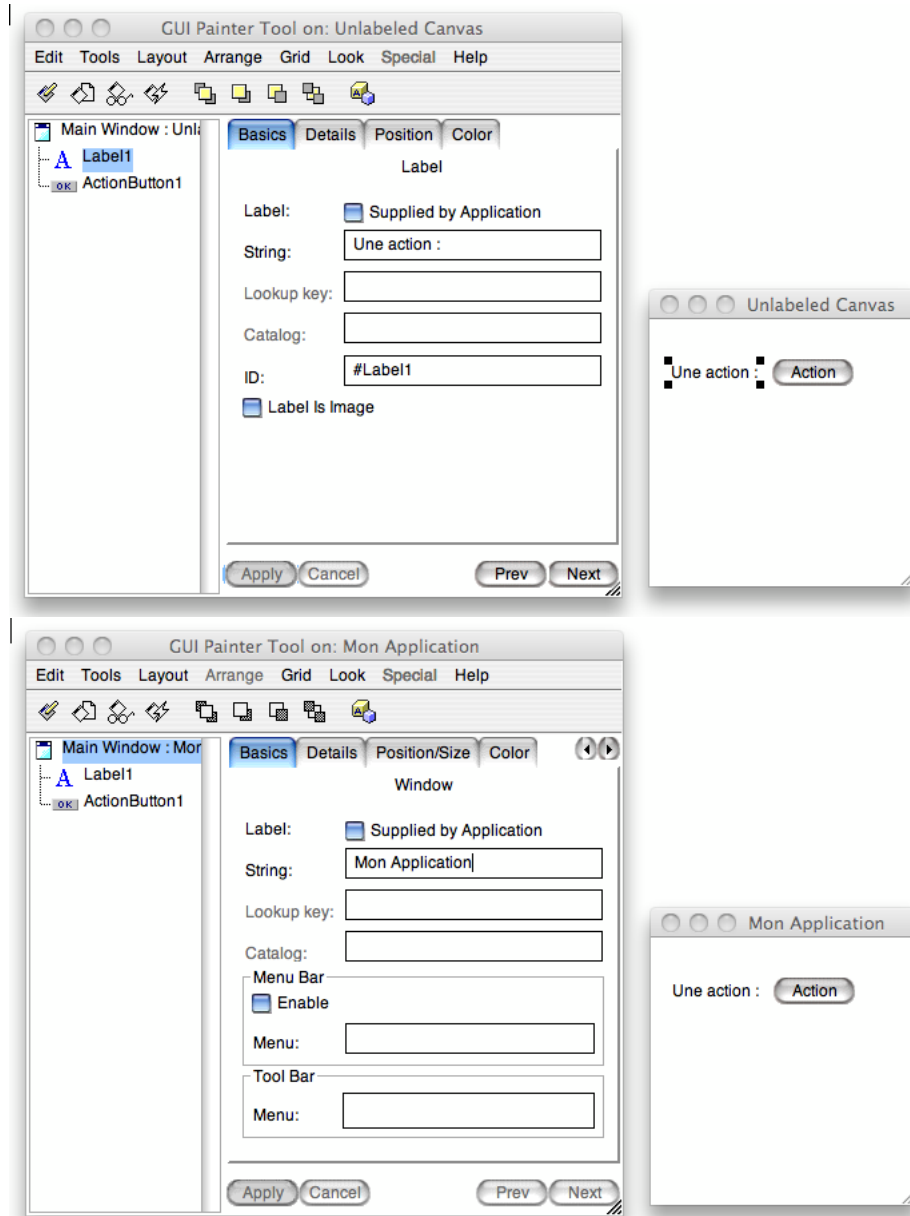 GUI Painter Tool on: Unlabeled Canvas
Edit Tools Layout Arrange Grid Look Special Help
Main Window : Unla
Label1
OK ActionButton1
Basics Details Position Color
Label
Label: Supplied by Application
String: Une action :
Lookup key:
Catalog:
ID: #Label1
Label Is Image
Apply Cancel Prev Next
Unlabeled Canvas
Une action : Action
GUI Painter Tool on: Mon Application
Edit Tools Layout Arrange Grid Look Special Help
Main Window : Mon
Label1
OK ActionButton1
Basics Details Position/Size Color
Window
Label: Supplied by Application
String: Mon Application
Lookup key:
Catalog:
Menu Bar
Enable
Menu:
Tool Bar
Menu:
Apply Cancel Prev Next
Mon Application
Une action : Action